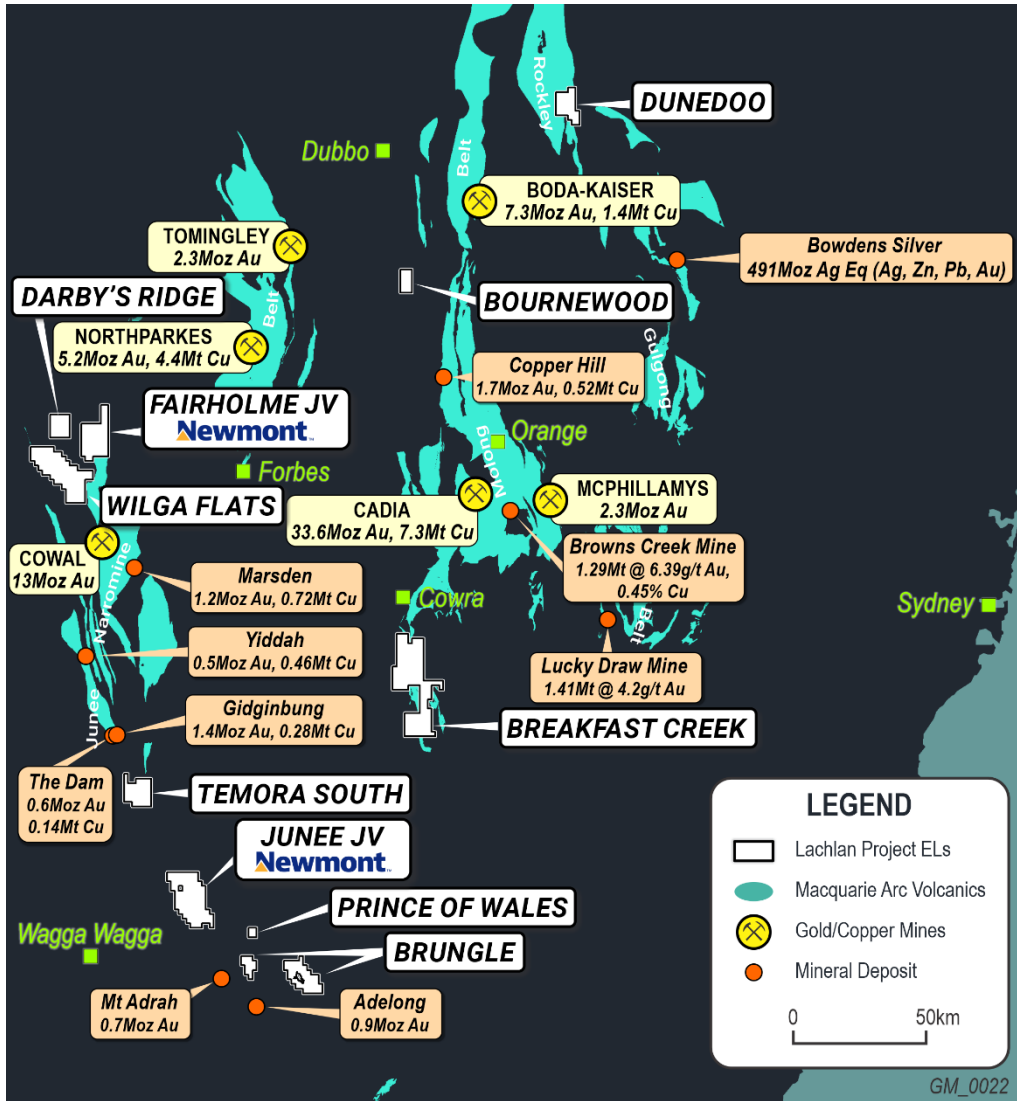 Rockley
DUNEDOO
Dubbo
Belt
BODA-KAISER
7.3Moz Au, 1.4Mt Cu
TOMINGLEY
2.3Moz Au
Bowdens Silver
491Moz Ag Eq (Ag, Zn, Pb, Au)
DARBY'S RIDGE
Belt
BOURNEWOOD
NORTHPARKES
5.2Moz Au, 4.4Mt Cu
Gulgong
Copper Hill
1.7Moz Au, 0.52Mt Cu
FAIRHOLME JV
Newmont™
Orange
Molong
Forbes
WILGA FLATS
CADIA
33.6Moz Au, 7.3Mt Cu
MCPHILLAMYS
2.3Moz Au
COWAL
13Moz Au
Browns Creek Mine
1.29Mt @ 6.39g/t Au,
0.45% Cu
Narromine
Marsden
1.2Moz Au, 0.72Mt Cu
Cowra
Sydney
Belt
Yiddah
0.5Moz Au, 0.46Mt Cu
Lucky Draw Mine
1.41Mt @ 4.2g/t Au
Junee
Gidginbung
1.4Moz Au, 0.28Mt Cu
BREAKFAST CREEK
The Dam
0.6Moz Au
0.14Mt Cu
TEMORA SOUTH
JUNEE JV
Newmont™
PRINCE OF WALES
Wagga Wagga
BRUNGLE
Mt Adrah
0.7Moz Au
Adelong
0.9Moz Au
LEGEND
Lachlan Project ELs
Macquarie Arc Volcanics
Gold/Copper Mines
Mineral Deposit
0 50km
GM_0022